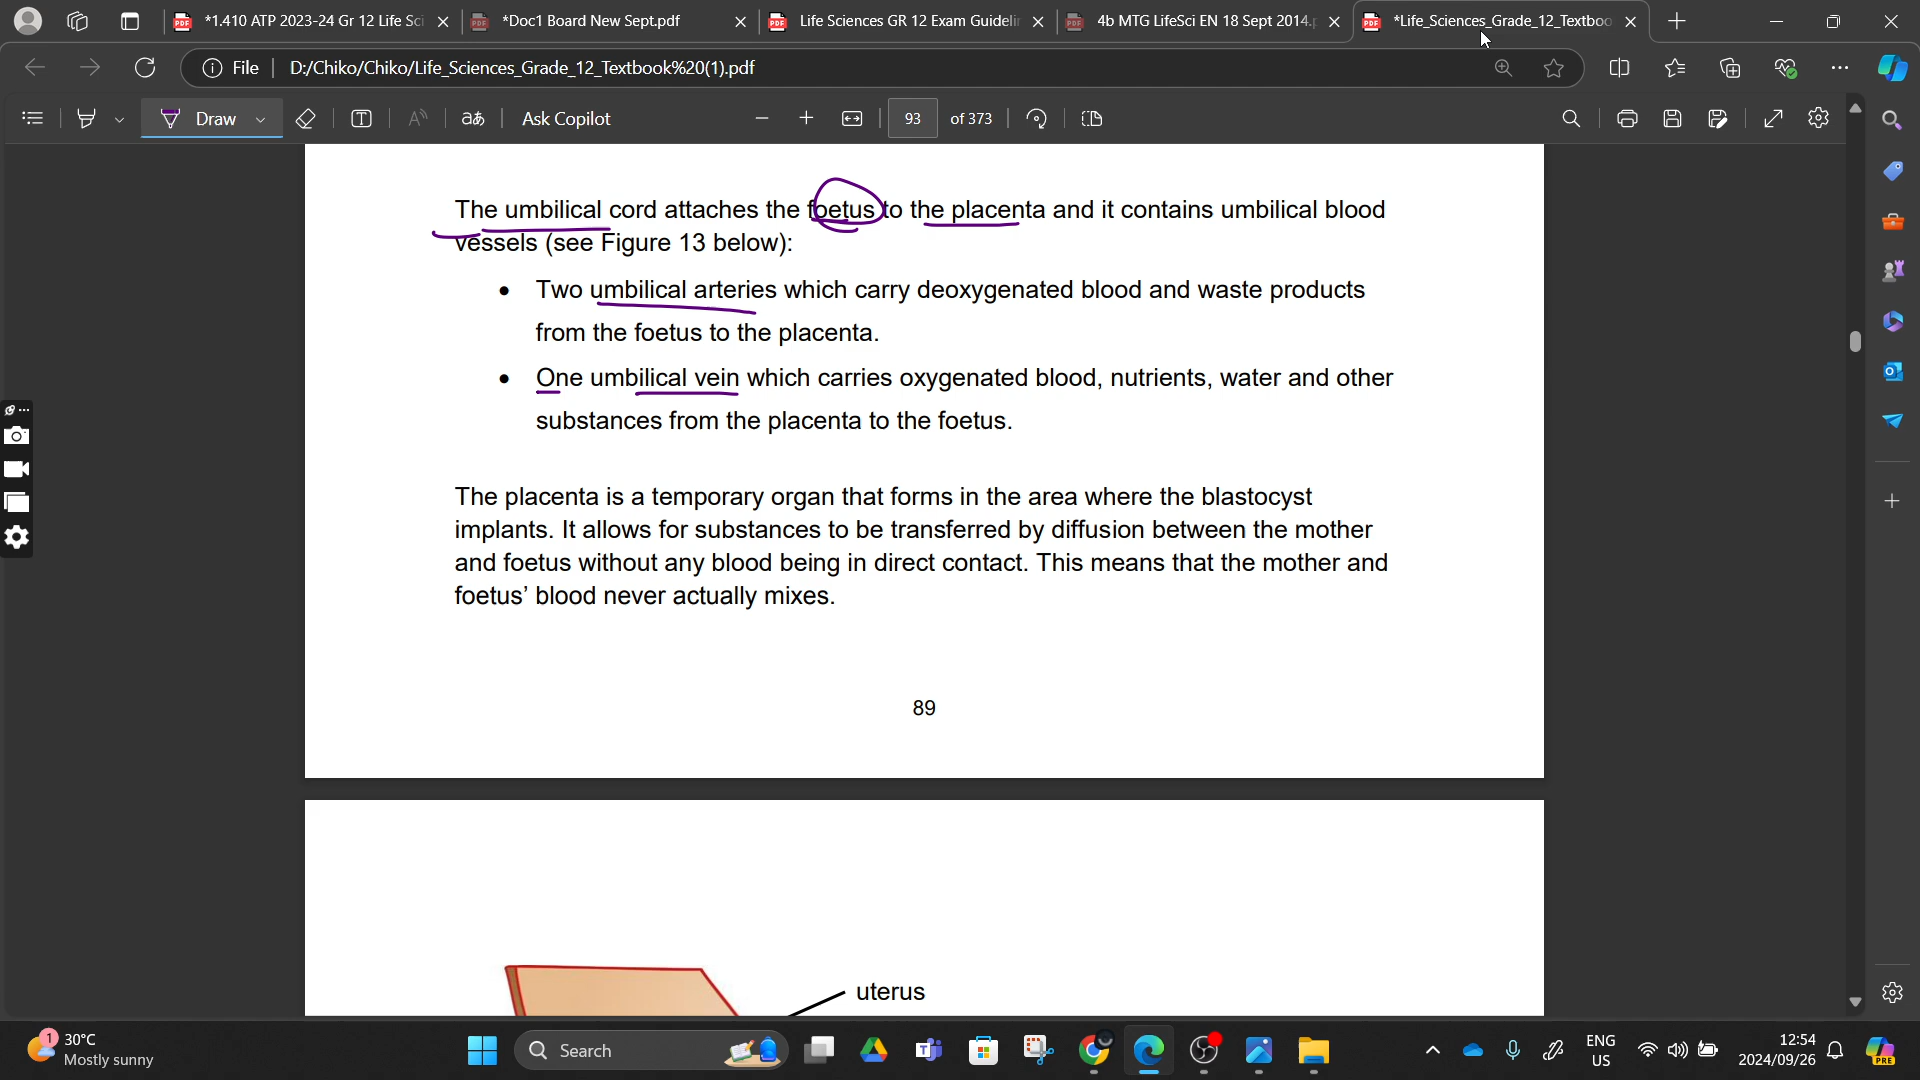 *1.410 ATP 2023-24 Gr 12 Life Sci
*Doc1 Board New Sept.pdf
Life Sciences GR 12 Exam Guidelin
4b MTG LifeSci EN 18 Sept 2014.p
*Life_Sciences_Grade_12_Textboo
File
D:/Chiko/Chiko/Life_Sciences_Grade_12_Textbook%20(1).pdf
Draw
Ask Copilot
93 of 373
The umbilical cord attaches the foetus to the placenta and it contains umbilical blood
vessels (see Figure 13 below):
• Two umbilical arteries which carry deoxygenated blood and waste products
from the foetus to the placenta.
• One umbilical vein which carries oxygenated blood, nutrients, water and other
substances from the placenta to the foetus.
The placenta is a temporary organ that forms in the area where the blastocyst
implants. It allows for substances to be transferred by diffusion between the mother
and foetus without any blood being in direct contact. This means that the mother and
foetus’ blood never actually mixes.
89
uterus
1
30°C
Mostly sunny
Search
ENG
US
12:54
2024/09/26
PRE